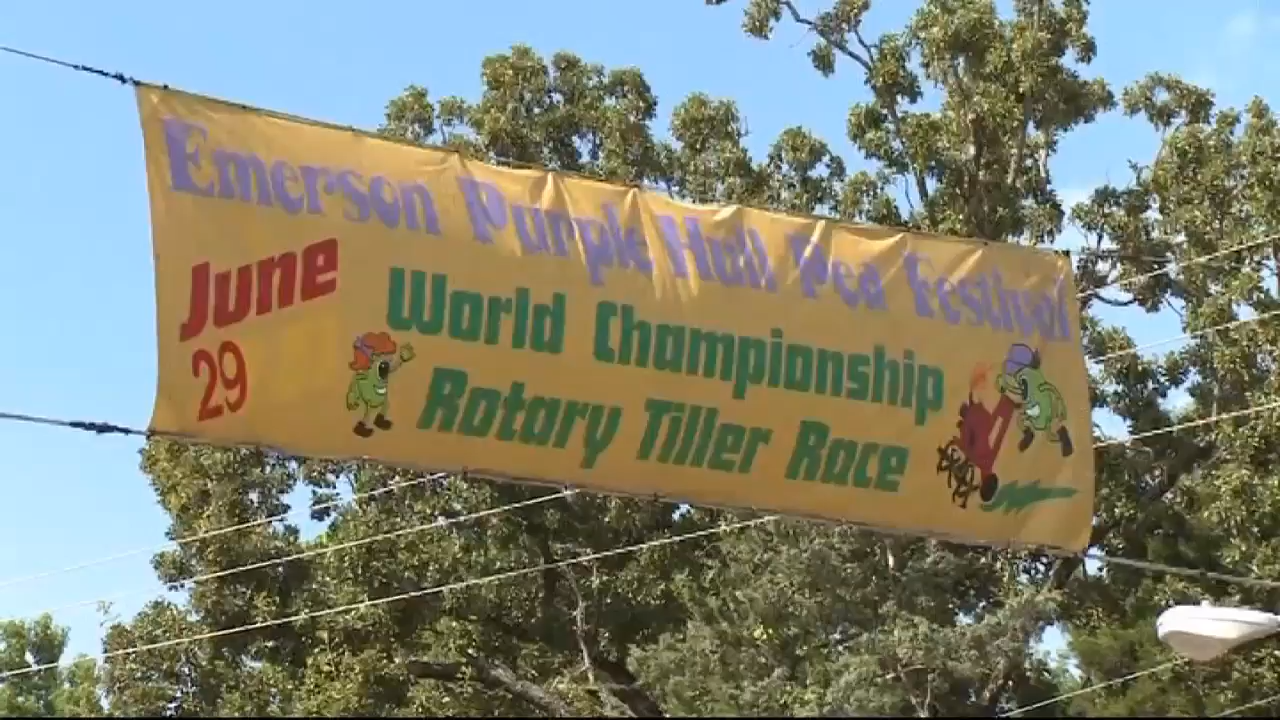 Emerson Purple Hull Pea Festival
June
29
World Championship
Rotary Tiller Race